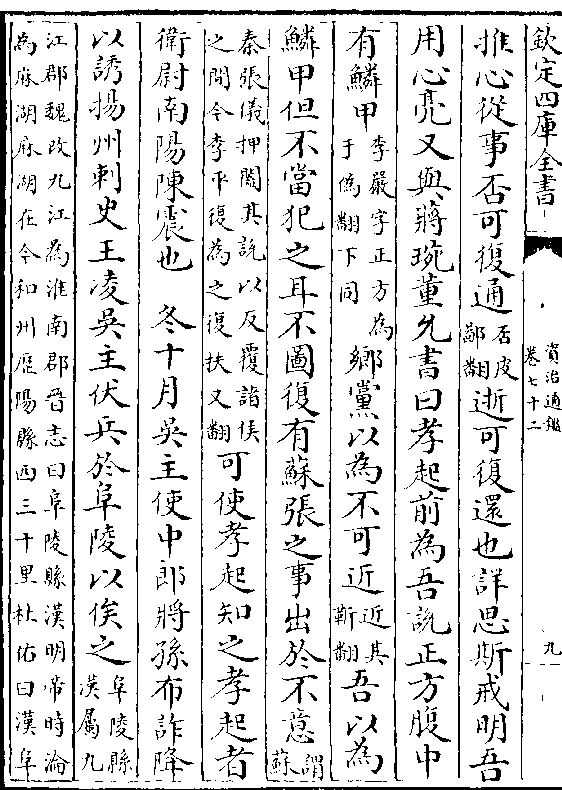 欽定四庫全書
資治通鑑
卷七十二
九
推心從事否可復通否皮鄙翻逝可復還也詳思斯戒明吾
用心亮又與蔣琬董允書曰孝起前為吾說正方腹中
有鱗甲李嚴字正方為于偽翻下同鄉黨以為不可近近其靳翻吾以為
鱗甲但不當犯之耳不圖復有蘇張之事出於不意謂蘇
秦張儀押闔其說以反覆諸侯之間今李平復為之復扶又翻可使孝起知之孝起者
衛尉南陽陳震也　冬十月吳主使中郎將孫布詐降
以誘揚州刺史王凌吳主伏兵於阜陵以俟之阜陵縣漢屬九
江郡魏改九江為淮南郡晉志曰阜陵縣漢明帝時淪
為麻湖麻湖在今和州歷陽縣西三十里杜佑曰漢阜